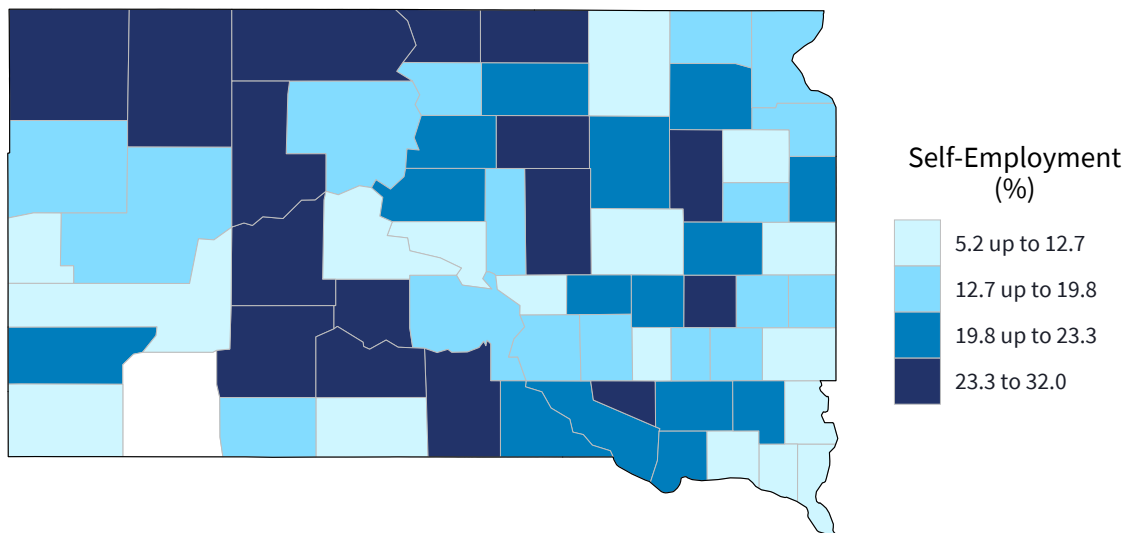 Self-Employment
(%)
5.2 up to 12.7
12.7 up to 19.8
19.8 up to 23.3
23.3 to 32.0